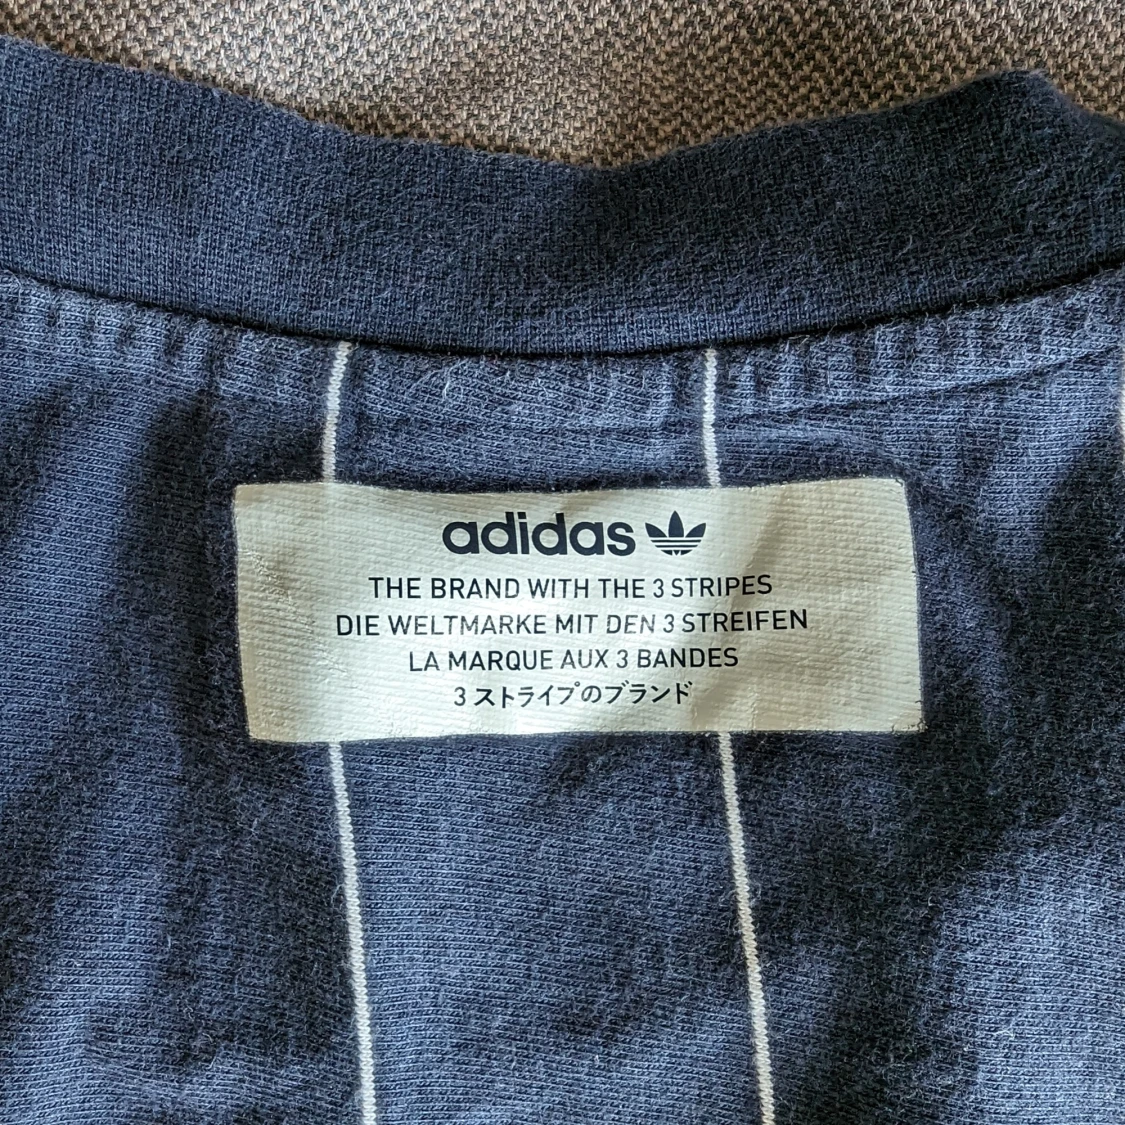 adidas
THE BRAND WITH THE 3 STRIPES
DIE WELTMARKE MIT DEN 3 STREIFEN
LA MARQUE AUX 3 BANDES
3 ストライプのブランド